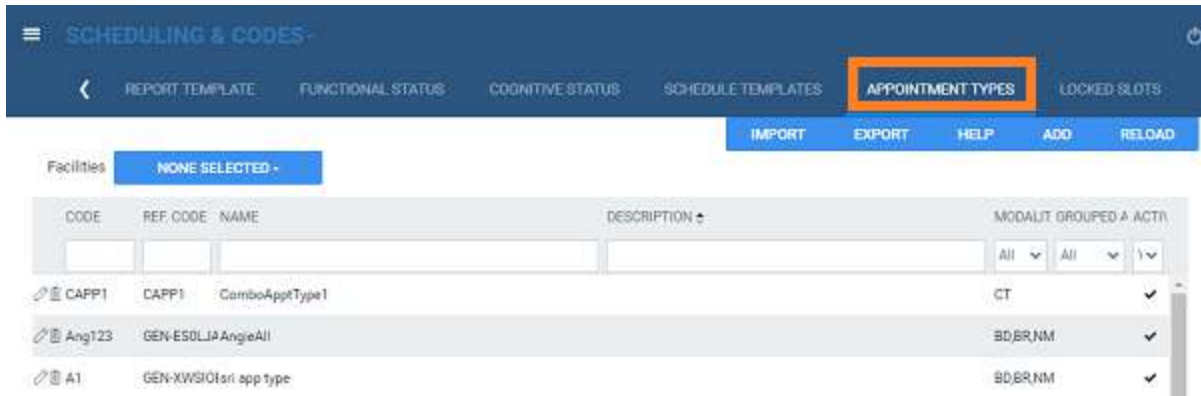 SCHEDULING & CODES
REPORT TEMPLATE FUNCTIONAL STATUS COGNITIVE STATUS SCHEDULE TEMPLATES APPOINTMENT TYPES LOCKED SLOTS
IMPORT EXPORT HELP ADD RELOAD
Facilities NONE SELECTED
CODE REF. CODE NAME DESCRIPTION MODALIT GROUPED A ACTIV
All All
CAPP1 CAPP1 ComboApptType1 CT
Ang123 AngieAll BD,BR,NM
A1 sri app type BD,BR,NM